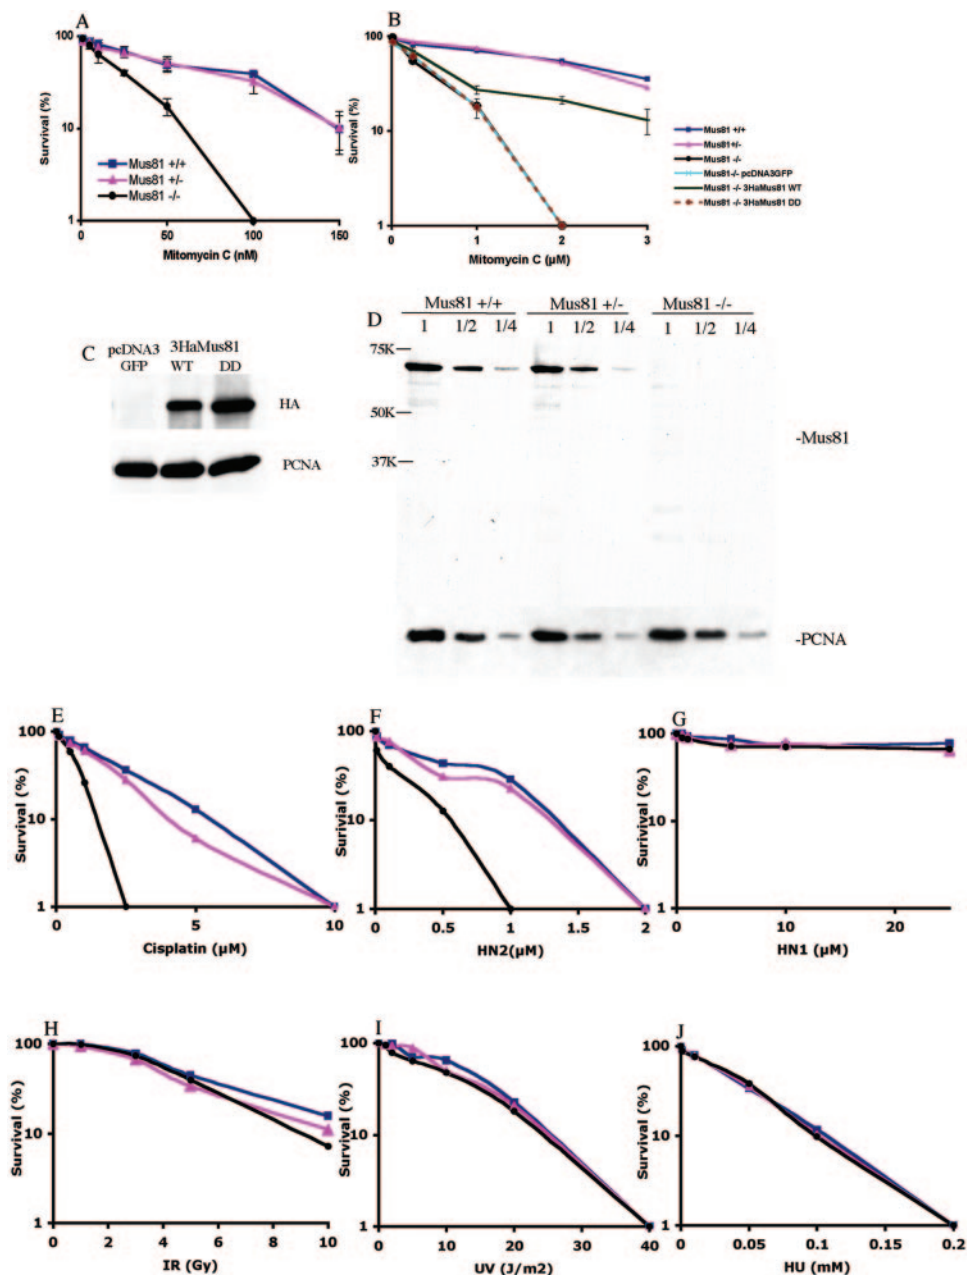 A
B
100
10
1
Survival (%)
0
50
100
150
Mitomycin C (nM)
Mus81 +/+
Mus81 +/-
Mus81 -/-
100
10
1
Survival (%)
0
1
2
3
Mitomycin C (µM)
Mus81 +/+
Mus81+/-
Mus81 -/-
Mus81-/- pcDNA3GFP
Mus81 -/- 3HaMus81 WT
Mus81 -/- 3HaMus81 DD
C
pcDNA3 3HaMus81
GFP WT DD
HA
PCNA
D
Mus81 +/+ Mus81 +/- Mus81 -/-
1 1/2 1/4 1 1/2 1/4 1 1/2 1/4
75K
50K
37K
-Mus81
-PCNA
E
100
10
1
Survival (%)
0
5
10
Cisplatin (µM)
F
100
10
1
Survival (%)
0
0.5
1
1.5
2
HN2(µM)
G
100
10
1
Surivial (%)
0
10
20
HN1 (µM)
H
100
10
1
Survival (%)
0
2
4
6
8
10
IR (Gy)
I
100
10
1
Survival (%)
0
10
20
30
40
UV (J/m2)
J
100
10
1
Survival (%)
0
0.05
0.1
0.15
0.2
HU (mM)